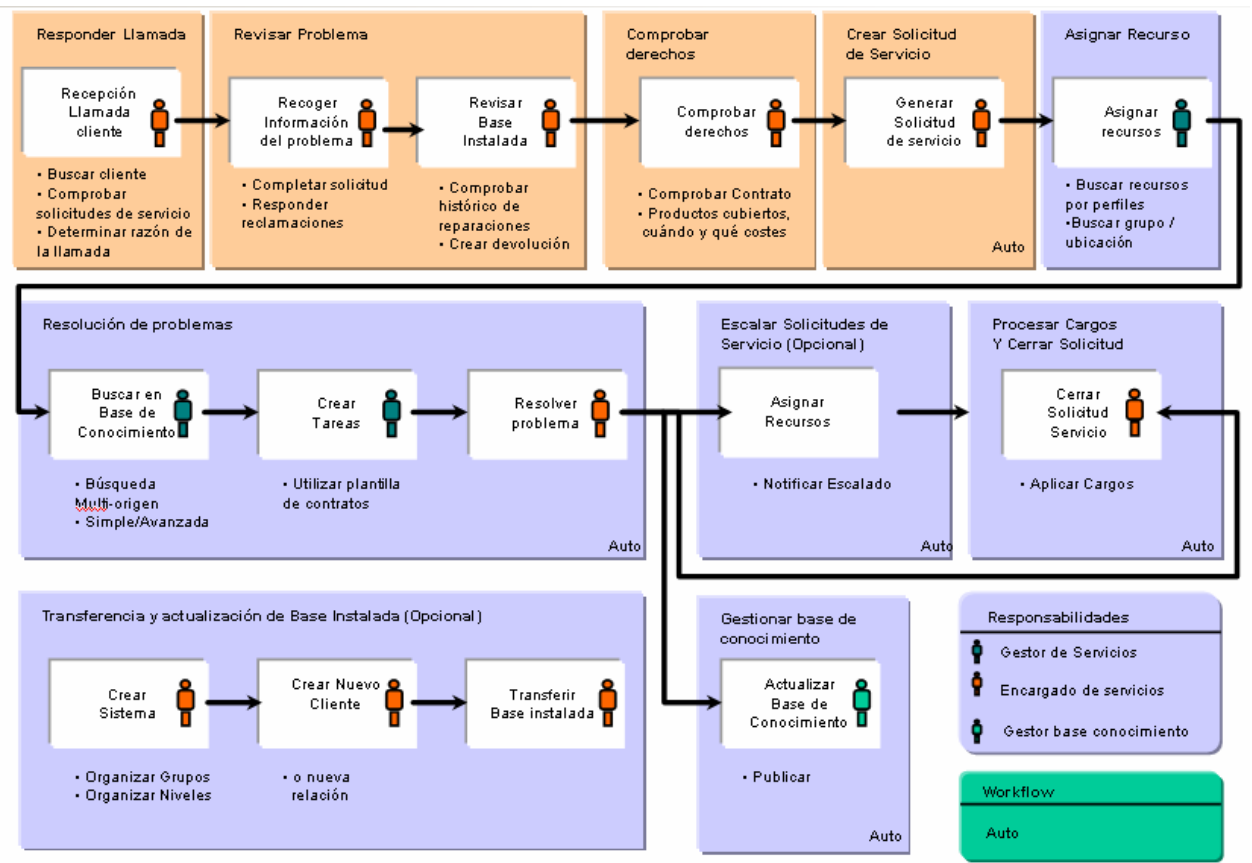 Responder Llamada
Recepción
Llamada
cliente
• Buscar cliente
• Comprobar
solicitudes de servicio
• Determinar razón de
la llamada
Revisar Problema
Recoger
Información
del problema
• Completar solicitud
• Responder
reclamaciones
Revisar
Base
Instalada
• Comprobar
histórico de
reparaciones
• Crear devolución
Comprobar
derechos
Comprobar
derechos
• Comprobar Contrato
• Productos cubiertos,
cuándo y qué costes
Crear Solicitud
de Servicio
Generar
Solicitud
de servicio
Auto
Asignar Recurso
Asignar
recursos
• Buscar recursos
por perfiles
•Buscar grupo /
ubicación
Resolución de problemas
Buscar en
Base de
Conocimiento
• Búsqueda
Multi-origen
• Simple/Avanzada
Crear
Tareas
• Utilizar plantilla
de contratos
Resolver
problema
Auto
Escalar Solicitudes de
Servicio (Opcional)
Asignar
Recursos
• Notificar Escalado
Auto
Procesar Cargos
Y Cerrar Solicitud
Cerrar
Solicitud
Servicio
• Aplicar Cargos
Auto
Transferencia y actualización de Base Instalada (Opcional)
Crear
Sistema
• Organizar Grupos
• Organizar Niveles
Crear Nuevo
Cliente
• o nueva
relación
Transferir
Base instalada
Gestionar base de
conocimiento
Actualizar
Base de
Conocimiento
• Publicar
Auto
Responsabilidades
Gestor de Servicios
Encargado de servicios
Gestor base conocimiento
Workflow
Auto